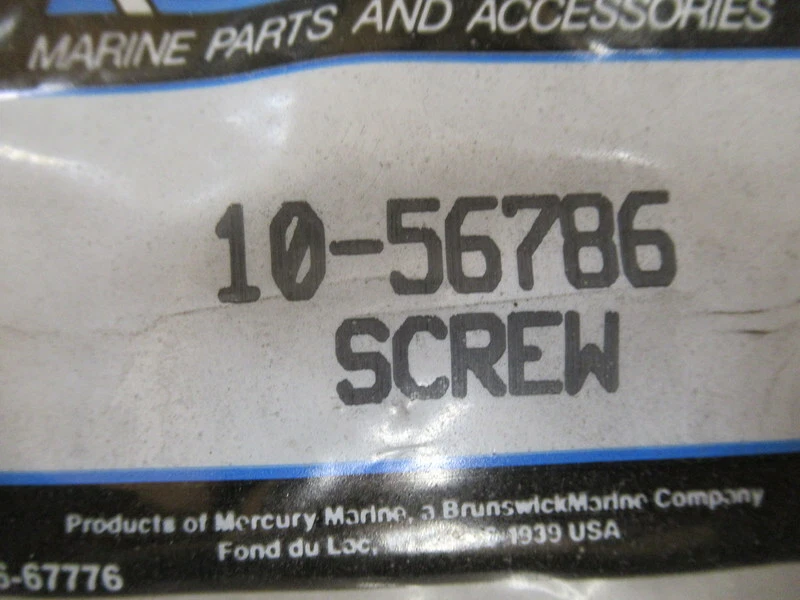 MARINE PARTS AND ACCESSORIES
10-56786
SCREW
Products of Mercury Marine, a BrunswickMarine Company
Fond du Lac, 1939 USA
-67776